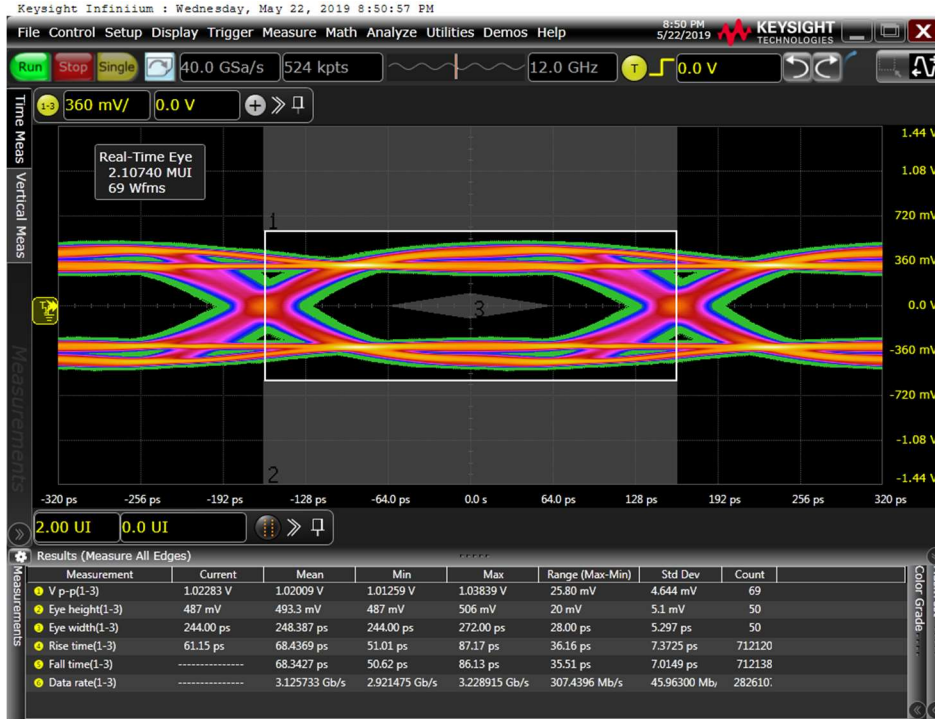 Keysight Infiniium : Wednesday, May 22, 2019 8:50:57 PM
File Control Setup Display Trigger Measure Math Analyze Utilities Demos Help
8:50 PM
5/22/2019
KEYSIGHT
TECHNOLOGIES
Run Stop Single 40.0 GSa/s 524 kpts 12.0 GHz T 0.0 V
1-3 360 mV/ 0.0 V
Time Meas
Vertical Meas
Measurements
Real-Time Eye
2.10740 MUI
69 Wfms
1.44 V
1.08 V
720 mV
360 mV
0.0 V
-360 mV
-720 mV
-1.08 V
-1.44 V
1
3
2
-320 ps -256 ps -192 ps -128 ps -64.0 ps 0.0 s 64.0 ps 128 ps 192 ps 256 ps 320 ps
2.00 UI 0.0 UI
Results (Measure All Edges)
Measurement Current Mean Min Max Range (Max-Min) Std Dev Count
1 V p-p(1-3) 1.02283 V 1.02009 V 1.01259 V 1.03839 V 25.80 mV 4.644 mV 69
2 Eye height(1-3) 487 mV 493.3 mV 487 mV 506 mV 20 mV 5.1 mV 50
3 Eye width(1-3) 244.00 ps 248.387 ps 244.00 ps 272.00 ps 28.00 ps 5.297 ps 50
4 Rise time(1-3) 61.15 ps 68.4369 ps 51.01 ps 87.17 ps 36.16 ps 7.3725 ps 712120
5 Fall time(1-3) --------------- 68.3427 ps 50.62 ps 86.13 ps 35.51 ps 7.0149 ps 712138
6 Data rate(1-3) --------------- 3.125733 Gb/s 2.921475 Gb/s 3.228915 Gb/s 307.4396 Mb/s 45.96300 Mb/ 282610
Measurements
Color Grade